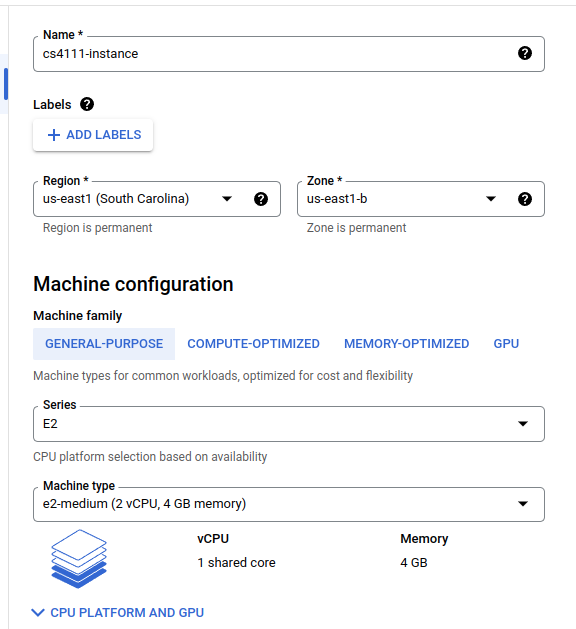 Name *
cs4111-instance
Labels
ADD LABELS
Region * Zone *
us-east1 (South Carolina) us-east1-b
Region is permanent Zone is permanent
Machine configuration
Machine family
GENERAL-PURPOSE COMPUTE-OPTIMIZED MEMORY-OPTIMIZED GPU
Machine types for common workloads, optimized for cost and flexibility
Series
E2
CPU platform selection based on availability
Machine type
e2-medium (2 vCPU, 4 GB memory)
vCPU Memory
1 shared core 4 GB
CPU PLATFORM AND GPU